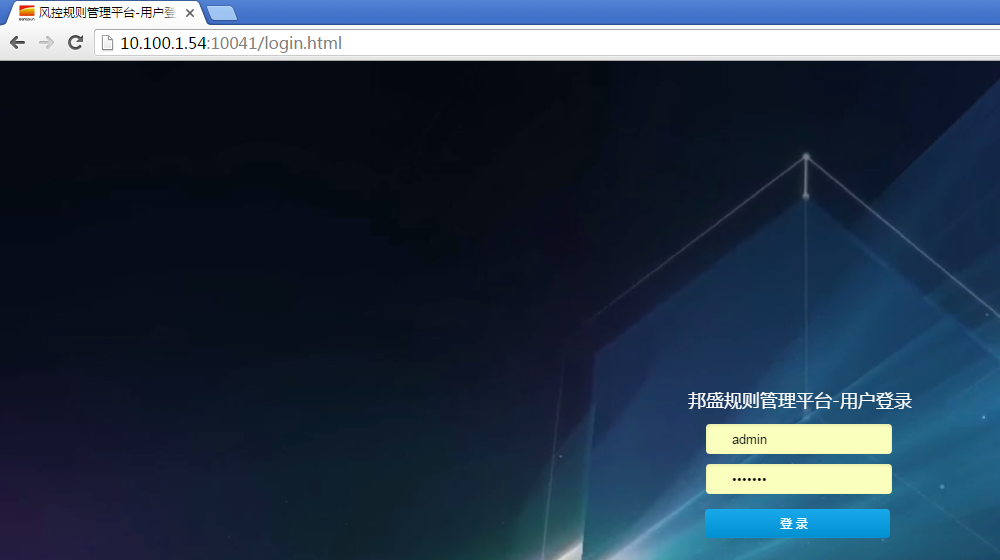 风控规则管理平台-用户登
10.100.1.54:10041/login.html
邦盛规则管理平台-用户登录
admin
•••••••
登 录